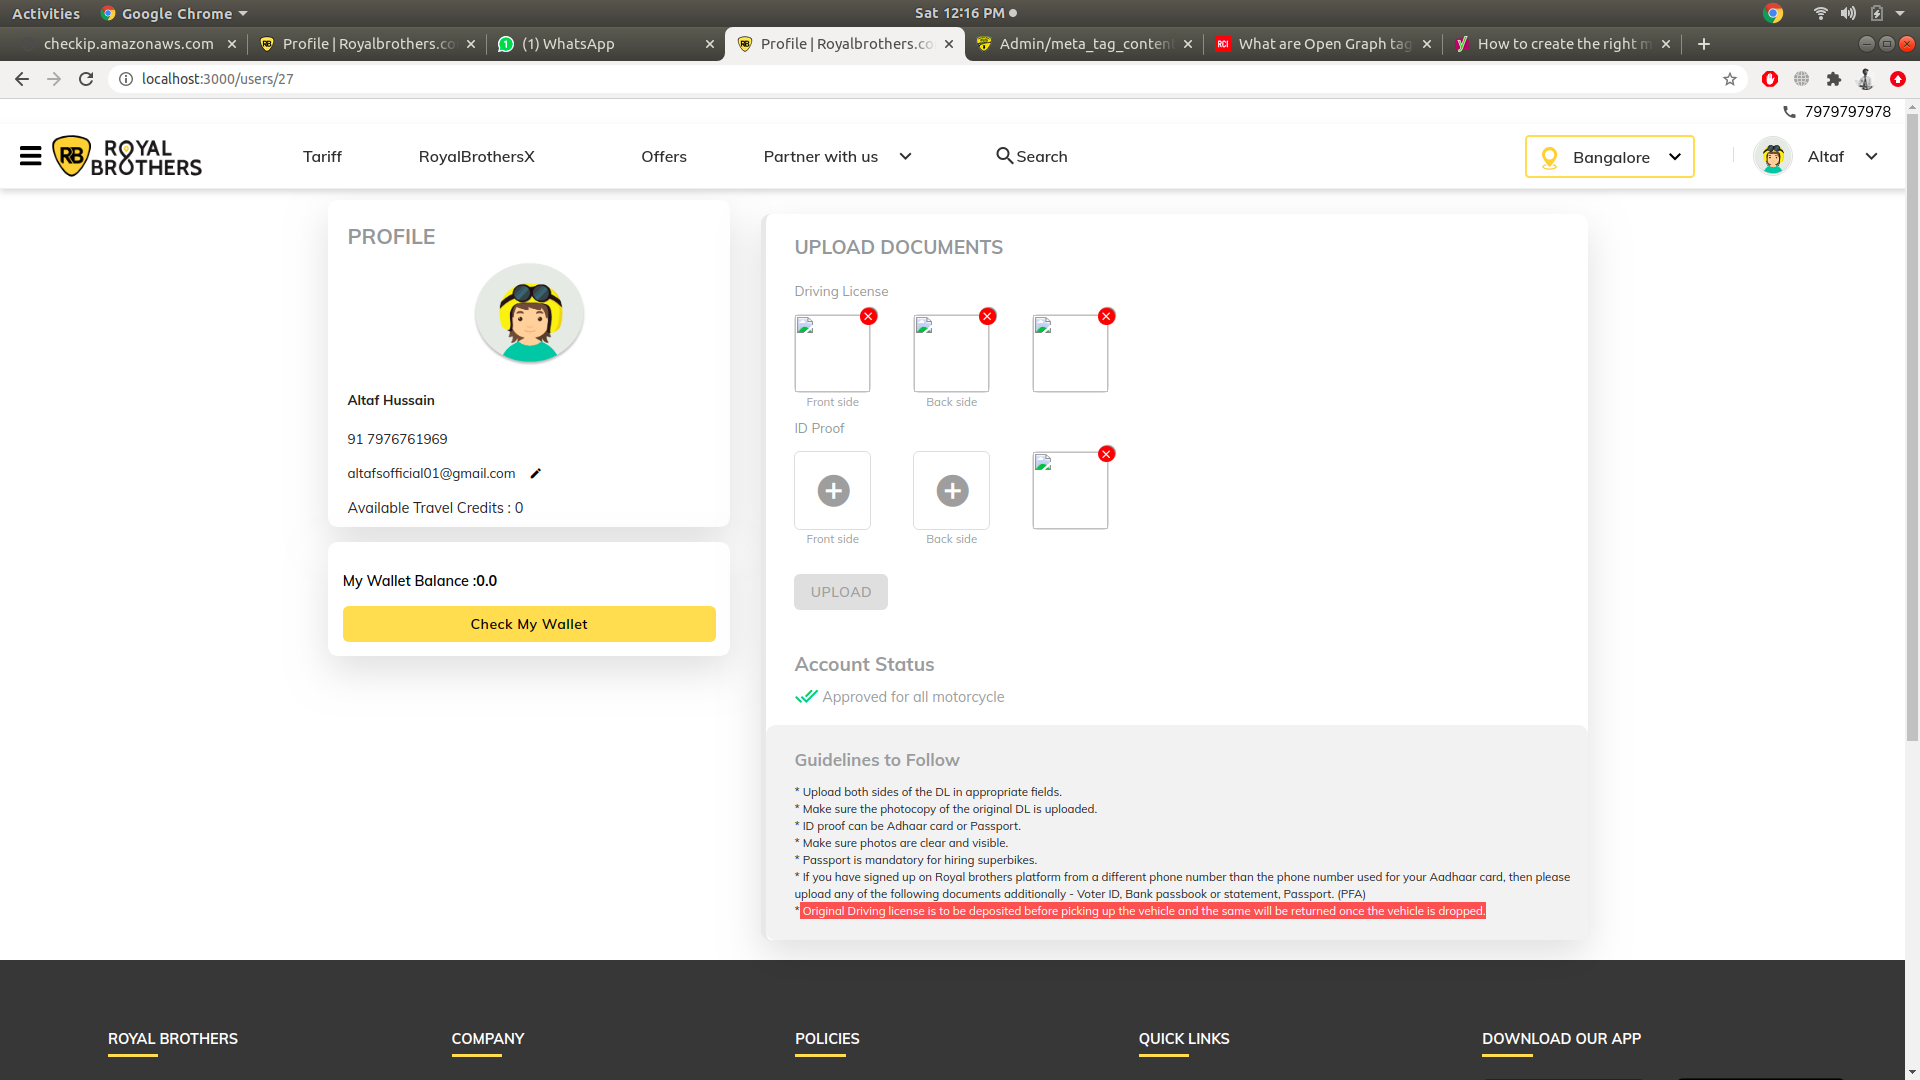 Activities
Google Chrome
Sat 12:16 PM
checkip.amazonaws.com
Profile | Royalbrothers.co
(1) WhatsApp
Profile | Royalbrothers.co
Admin/meta_tag_conten
What are Open Graph tag
How to create the right m
localhost:3000/users/27
7979797978
RB ROYAL BROTHERS
Tariff
RoyalBrothersX
Offers
Partner with us
Search
Bangalore
Altaf
PROFILE
Altaf Hussain
91 7976761969
altafsofficial01@gmail.com
Available Travel Credits : 0
My Wallet Balance :0.0
Check My Wallet
UPLOAD DOCUMENTS
Driving License
Front side
Back side
ID Proof
Front side
Back side
UPLOAD
Account Status
Approved for all motorcycle
Guidelines to Follow
* Upload both sides of the DL in appropriate fields.
* Make sure the photocopy of the original DL is uploaded.
* ID proof can be Adhaar card or Passport.
* Make sure photos are clear and visible.
* Passport is mandatory for hiring superbikes.
* If you have signed up on Royal brothers platform from a different phone number than the phone number used for your Aadhaar card, then please
upload any of the following documents additionally - Voter ID, Bank passbook or statement, Passport. (PFA)
* Original Driving license is to be deposited before picking up the vehicle and the same will be returned once the vehicle is dropped.
ROYAL BROTHERS
COMPANY
POLICIES
QUICK LINKS
DOWNLOAD OUR APP